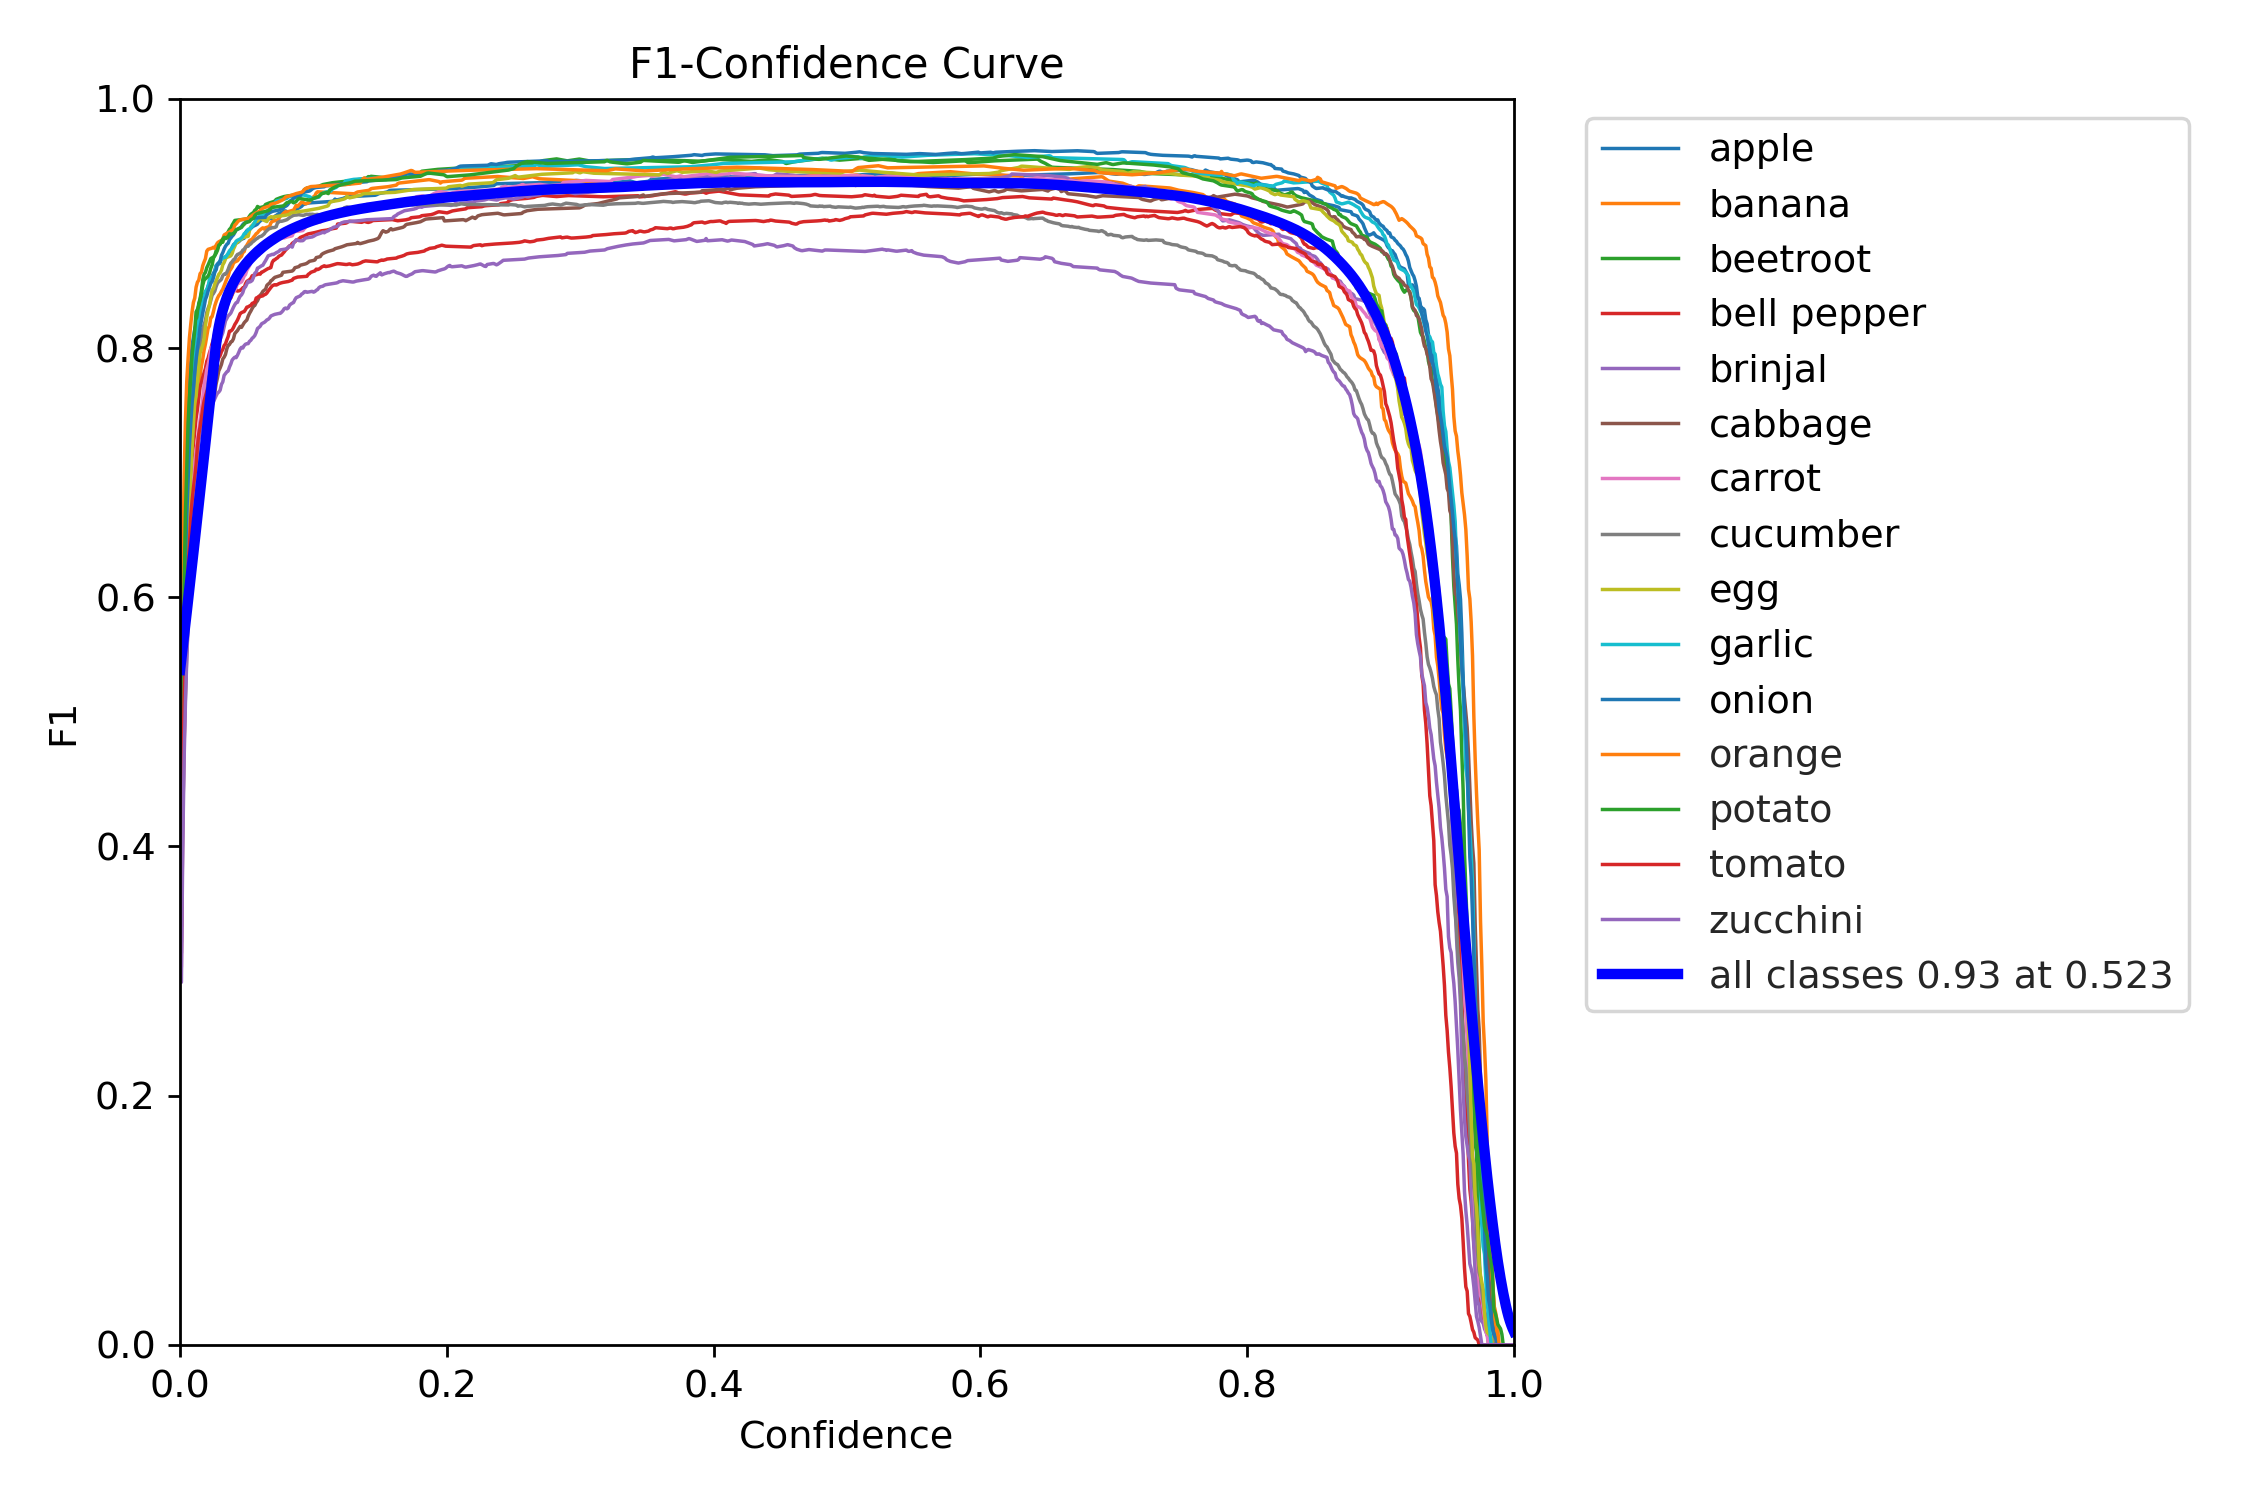 F1-Confidence Curve
1.0
0.8
0.6
0.4
0.2
0.0
F1
0.0 0.2 0.4 0.6 0.8 1.0
Confidence
apple
banana
beetroot
bell pepper
brinjal
cabbage
carrot
cucumber
egg
garlic
onion
orange
potato
tomato
zucchini
all classes 0.93 at 0.523